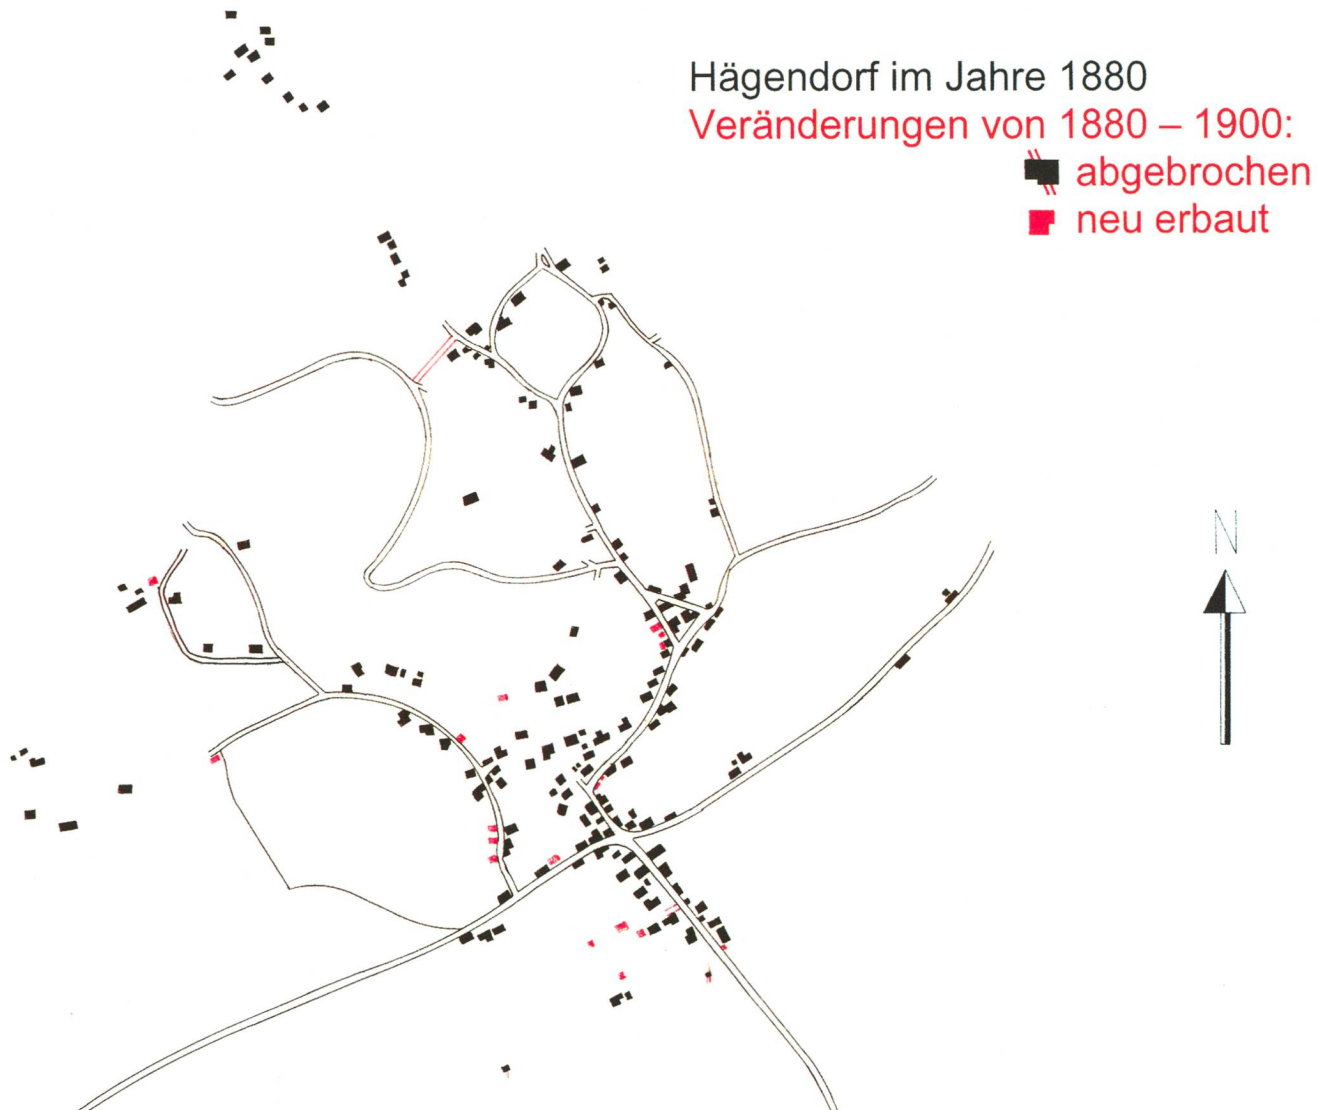 Hägendorf im Jahre 1880
Veränderungen von 1880 – 1900:
abgebrochen
neu erbaut
N